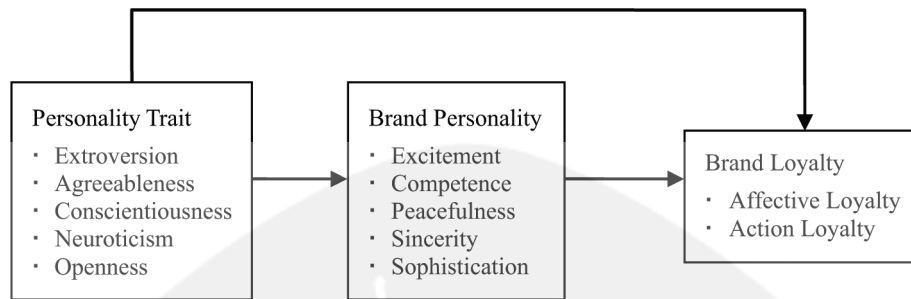 Personality Trait
· Extroversion
· Agreeableness
· Conscientiousness
· Neuroticism
· Openness
Brand Personality
· Excitement
· Competence
· Peacefulness
· Sincerity
· Sophistication
Brand Loyalty
· Affective Loyalty
· Action Loyalty